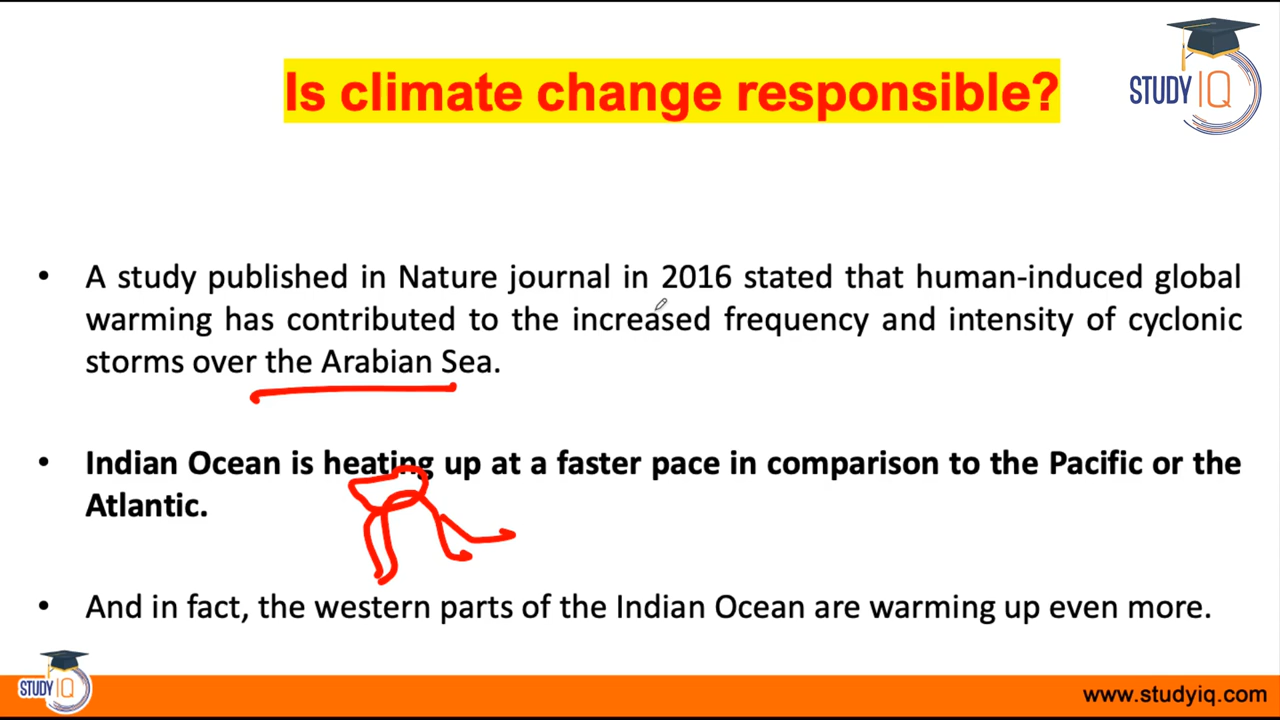 Is climate change responsible?
STUDY IQ
• A study published in Nature journal in 2016 stated that human-induced global
warming has contributed to the increased frequency and intensity of cyclonic
storms over the Arabian Sea.
• Indian Ocean is heating up at a faster pace in comparison to the Pacific or the
Atlantic.
• And in fact, the western parts of the Indian Ocean are warming up even more.
STUDY IQ
www.studyiq.com